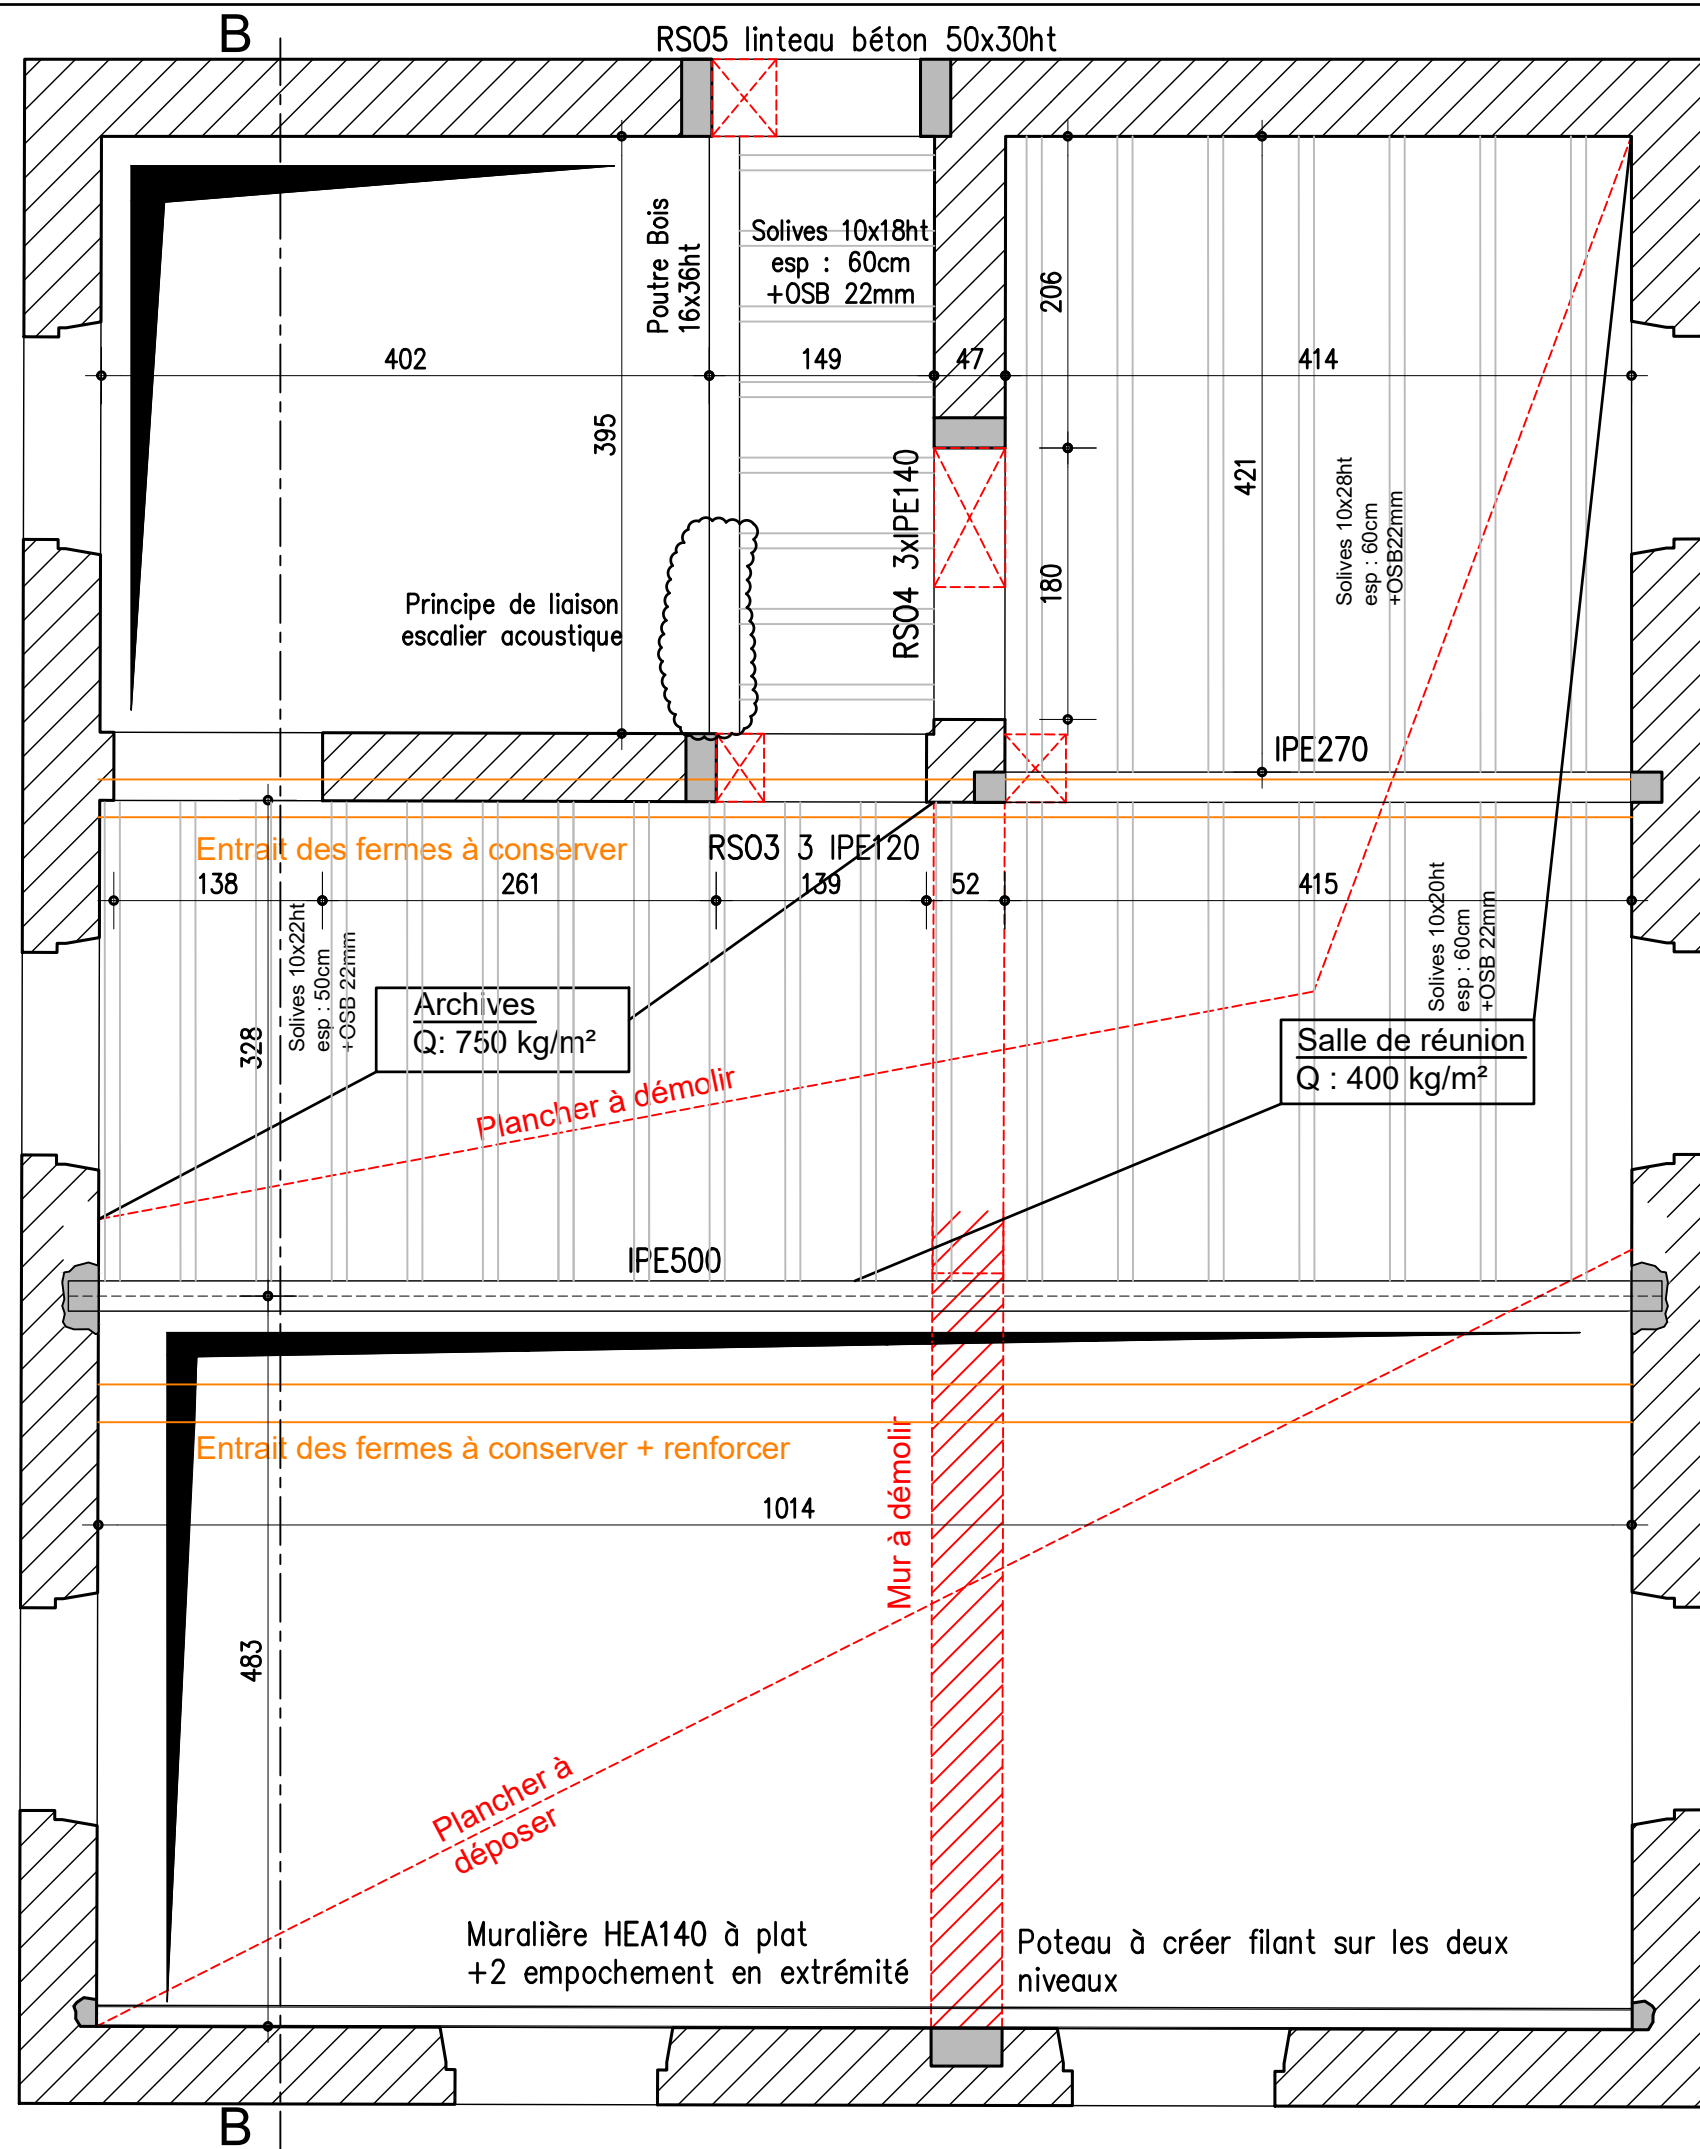 B
RS05 linteau béton 50x30ht
Poutre Bois
16x36ht
Solives 10x18ht
esp : 60cm
+OSB 22mm
206
402
149
47
414
395
421
RS04 3xIPE140
Solives 10x28ht
esp : 60cm
+OSB22mm
180
Principe de liaison
escalier acoustique
IPE270
Entrait des fermes à conserver
RS03 3 IPE120
138
261
139
52
415
Solives 10x22ht
esp : 50cm
+OSB 22mm
Solives 10x20ht
esp : 60cm
+OSB 22mm
328
Archives
Q: 750 kg/m²
Salle de réunion
Q : 400 kg/m²
Plancher à démolir
IPE500
Entrait des fermes à conserver + renforcer
1014
Mur à démolir
483
Plancher à
déposer
Muralière HEA140 à plat
+2 empochement en extrémité
Poteau à créer filant sur les deux
niveaux
B